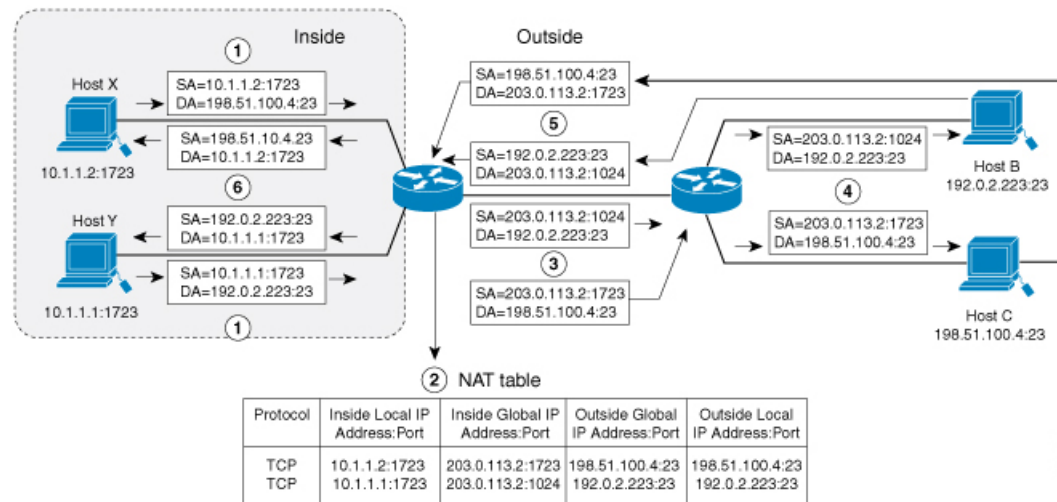 Inside
Outside
1
Host X
SA=10.1.1.2:1723
DA=198.51.100.4:23
SA=198.51.10.4.23
DA=10.1.1.2:1723
10.1.1.2:1723
6
Host Y
SA=192.0.2.223:23
DA=10.1.1.1:1723
SA=10.1.1.1:1723
DA=192.0.2.223:23
10.1.1.1:1723
1
SA=198.51.100.4:23
DA=203.0.113.2:1723
5
SA=192.0.2.223:23
DA=203.0.113.2:1024
SA=203.0.113.2:1024
DA=192.0.2.223:23
3
SA=203.0.113.2:1723
DA=198.51.100.4:23
SA=203.0.113.2:1024
DA=192.0.2.223:23
Host B
192.0.2.223:23
4
SA=203.0.113.2:1723
DA=198.51.100.4:23
Host C
198.51.100.4:23
2 NAT table
Protocol Inside Local IP Inside Global IP Outside Global Outside Local
Address:Port Address:Port IP Address:Port IP Address:Port
TCP 10.1.1.2:1723 203.0.113.2:1723 198.51.100.4:23 198.51.100.4:23
TCP 10.1.1.1:1723 203.0.113.2:1024 192.0.2.223:23 192.0.2.223:23